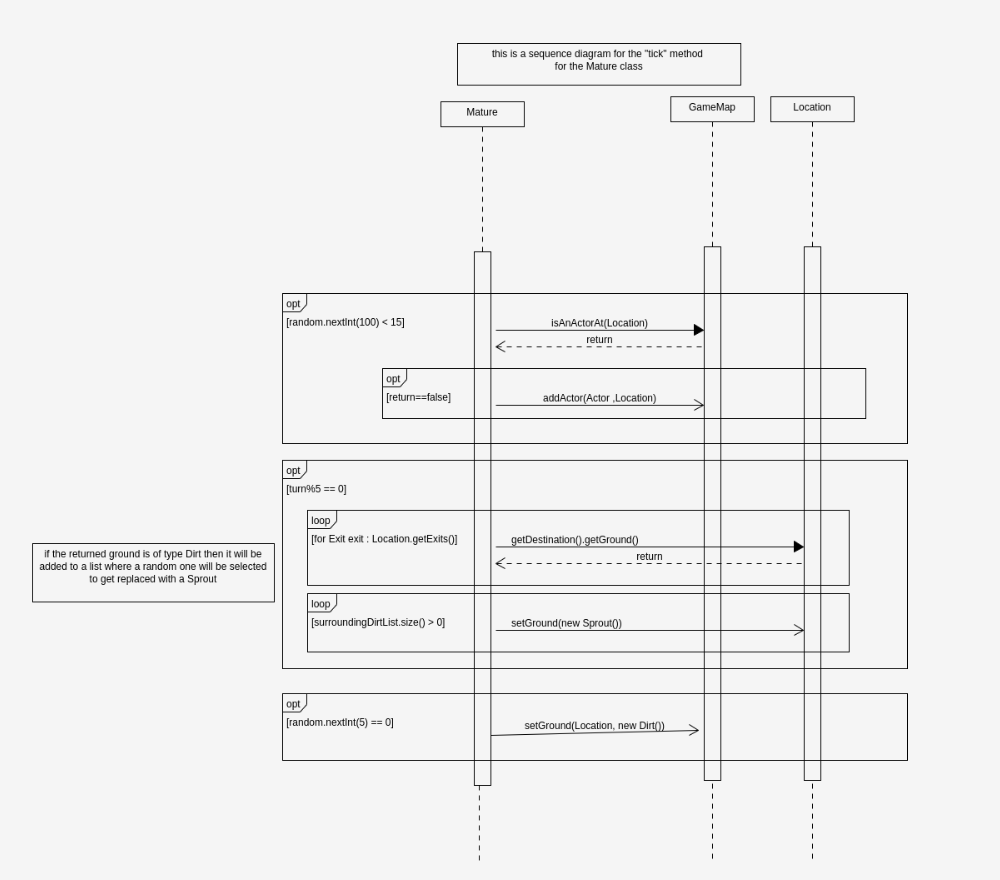 this is a sequence diagram for the "tick" method
for the Mature class
Mature
GameMap
Location
opt
[random.nextInt(100) < 15]
isAnActorAt(Location)
return
opt
[return==false]
addActor(Actor ,Location)
opt
[turn%5 == 0]
loop
[for Exit exit : Location.getExits()]
getDestination().getGround()
return
if the returned ground is of type Dirt then it will be
added to a list where a random one will be selected
to get replaced with a Sprout
loop
[surroundingDirtList.size() > 0]
setGround(new Sprout())
opt
[random.nextInt(5) == 0]
setGround(Location, new Dirt())